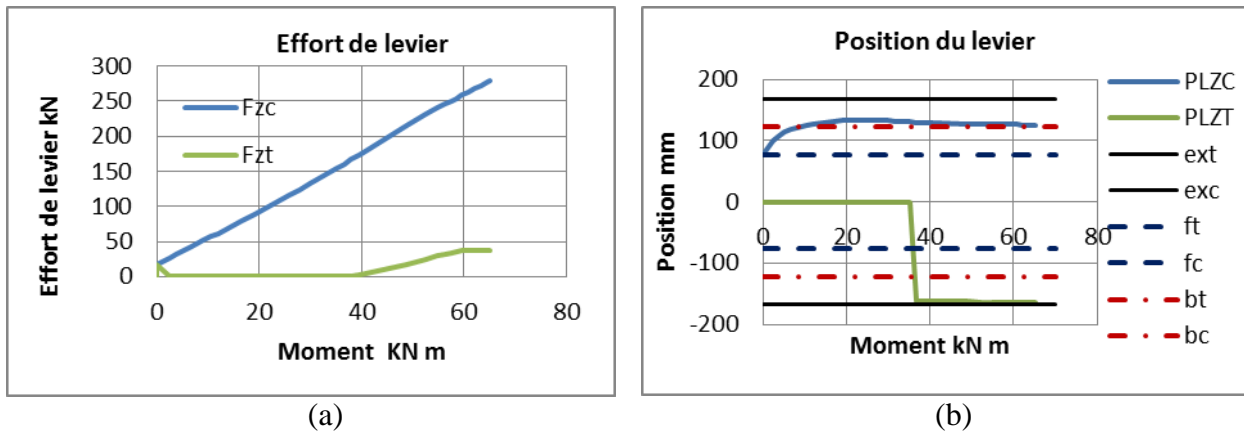 Effort de levier
Effort de levier kN
300
250
200
150
100
50
0
Fzc
Fzt
0 20 40 60 80
Moment KN m
(a)
Position du levier
Position mm
200
100
0
-100
-200
0 20 40 60 80
Moment kN m
PLZC
PLZT
ext
exc
ft
fc
bt
bc
(b)